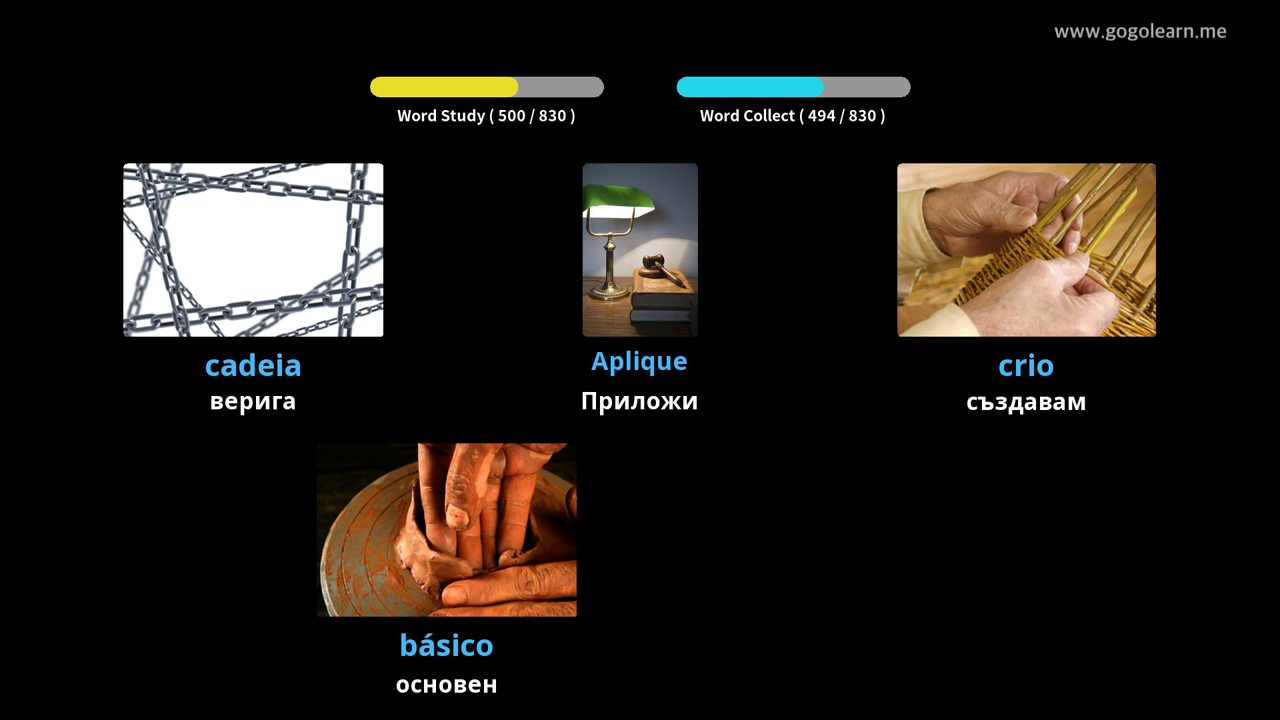 www.gogolearn.me
Word Study ( 500 / 830 )
Word Collect ( 494 / 830 )
cadeia
верига
Aplique
Приложи
crio
създавам
básico
основен